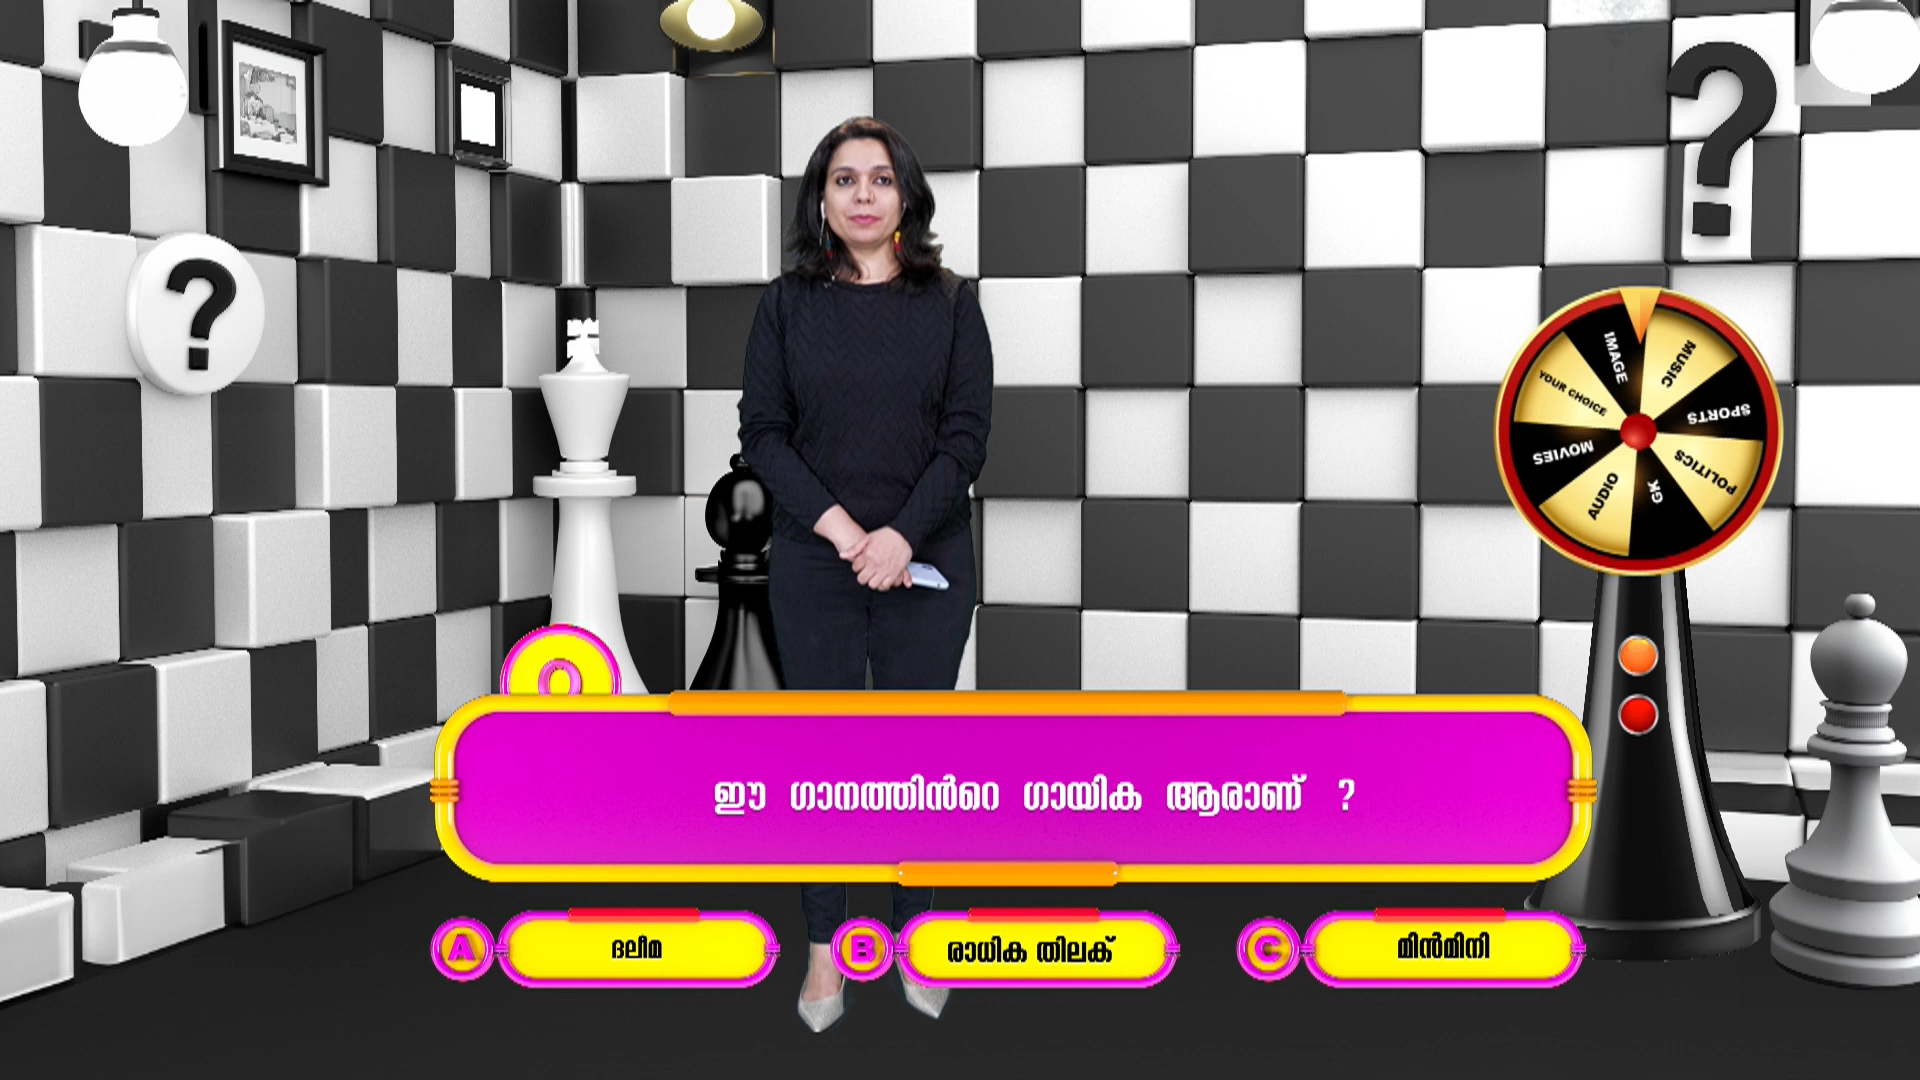 ?
?
IMAGE
MUSIC
YOUR CHOICE
SPORTS
MOVIES
POLITICS
AUDIO
GK
Q
ഈ ഗാനത്തിൻറെ ഗായിക ആരാണ് ?
A ദലീമ
B രാധിക തിലക്
C മിൻമിനി